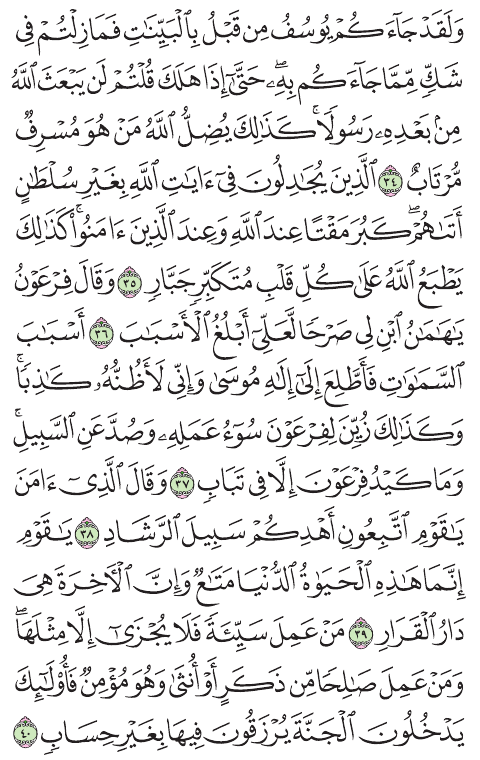 وَلَقَدْ جَآءَكُمْ يُوسُفُ مِن قَبْلُ بِٱلْبَيِّنَٰتِ فَمَا زِلْتُمْ فِى
شَكٍّ مِّمَّا جَآءَكُم بِهِۦۖ حَتَّىٰٓ إِذَا هَلَكَ قُلْتُمْ لَن يَبْعَثَ ٱللَّهُ
مِنۢ بَعْدِهِۦ رَسُولًاۚ كَذَٰلِكَ يُضِلُّ ٱللَّهُ مَنْ هُوَ مُسْرِفٌ
مُّرْتَابٌ ٣٤ ٱلَّذِينَ يُجَٰدِلُونَ فِىٓ ءَايَٰتِ ٱللَّهِ بِغَيْرِ سُلْطَٰنٍ
أَتَىٰهُمْۖ كَبُرَ مَقْتًا عِندَ ٱللَّهِ وَعِندَ ٱلَّذِينَ ءَامَنُوا۟ۚ كَذَٰلِكَ
يَطْبَعُ ٱللَّهُ عَلَىٰ كُلِّ قَلْبِ مُتَكَبِّرٍ جَبَّارٍ ٣٥ وَقَالَ فِرْعَوْنُ
يَٰهَٰمَٰنُ ٱبْنِ لِى صَرْحًا لَّعَلِّىٓ أَبْلُغُ ٱلْأَسْبَٰبَ ٣٦ أَسْبَٰبَ
ٱلسَّمَٰوَٰتِ فَأَطَّلِعَ إِلَىٰٓ إِلَٰهِ مُوسَىٰ وَإِنِّى لَأَظُنُّهُۥ كَٰذِبًاۚ
وَكَذَٰلِكَ زُيِّنَ لِفِرْعَوْنَ سُوٓءُ عَمَلِهِۦ وَصُدَّ عَنِ ٱلسَّبِيلِۚ
وَمَا كَيْدُ فِرْعَوْنَ إِلَّا فِى تَبَابٍ ٣٧ وَقَالَ ٱلَّذِىٓ ءَامَنَ
يَٰقَوْمِ ٱتَّبِعُونِ أَهْدِكُمْ سَبِيلَ ٱلرَّشَادِ ٣٨ يَٰقَوْمِ
إِنَّمَا هَٰذِهِ ٱلْحَيَوٰةُ ٱلدُّنْيَا مَتَٰعٌ وَإِنَّ ٱلْءَاخِرَةَ هِىَ
دَارُ ٱلْقَرَارِ ٣٩ مَنْ عَمِلَ سَيِّئَةً فَلَا يُجْزَىٰٓ إِلَّا مِثْلَهَاۖ
وَمَنْ عَمِلَ صَٰلِحًا مِّن ذَكَرٍ أَوْ أُنثَىٰ وَهُوَ مُؤْمِنٌ فَأُو۟لَٰٓئِكَ
يَدْخُلُونَ ٱلْجَنَّةَ يُرْزَقُونَ فِيهَا بِغَيْرِ حِسَابٍ ٤٠